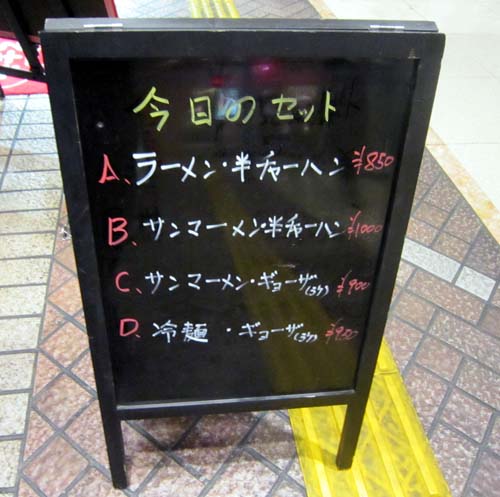 今日のセット
A、ラーメン・半チャーハン ¥850
B、サンマーメン・半チャーハン ¥1000
C、サンマーメン・ギョーザ(3ケ) ¥900
D、冷麺・ギョーザ(3ケ) ¥950